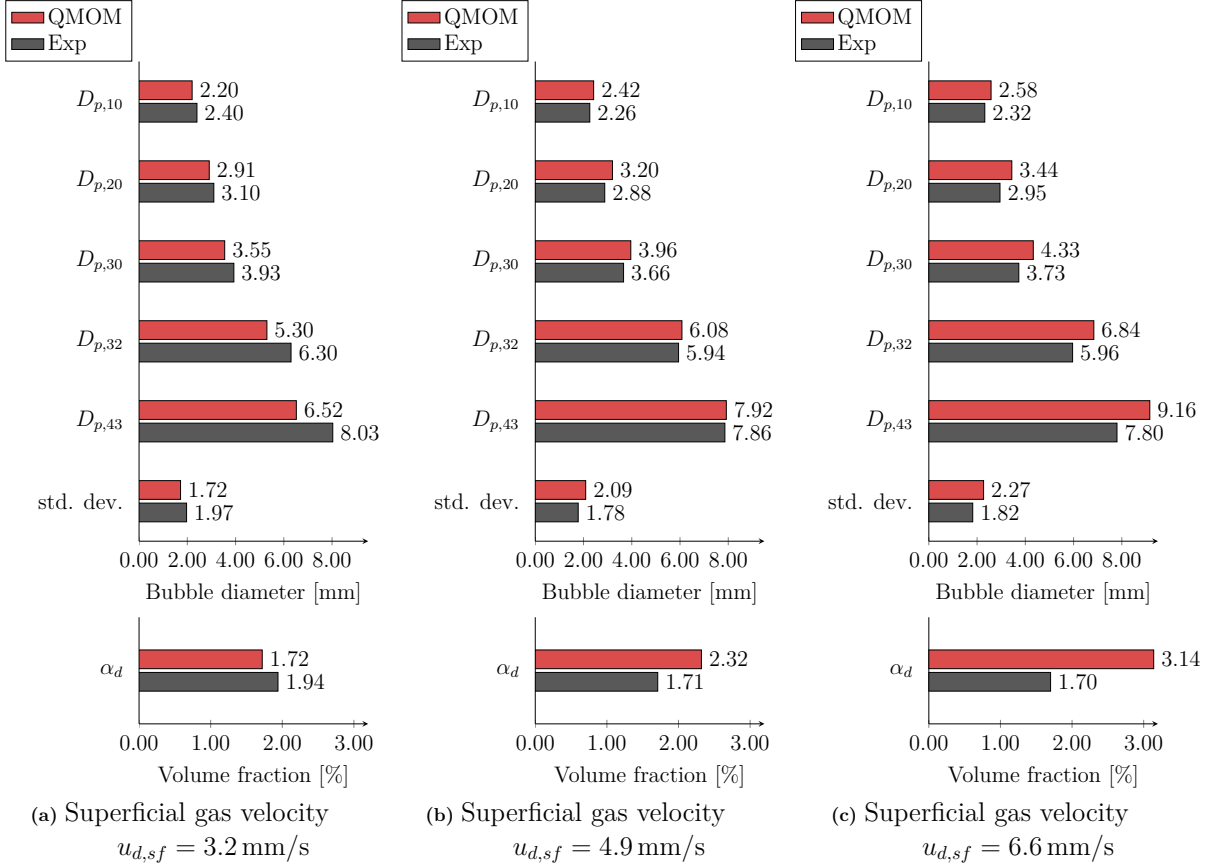 QMOM
Exp
D_{p,10}
2.20
2.40
D_{p,20}
2.91
3.10
D_{p,30}
3.55
3.93
D_{p,32}
5.30
6.30
D_{p,43}
6.52
8.03
std. dev.
1.72
1.97
0.00 2.00 4.00 6.00 8.00
Bubble diameter [mm]
α_d
1.72
1.94
0.00 1.00 2.00 3.00
Volume fraction [%]
(a) Superficial gas velocity
u_{d,sf} = 3.2 mm/s
QMOM
Exp
D_{p,10}
2.42
2.26
D_{p,20}
3.20
2.88
D_{p,30}
3.96
3.66
D_{p,32}
6.08
5.94
D_{p,43}
7.92
7.86
std. dev.
2.09
1.78
0.00 2.00 4.00 6.00 8.00
Bubble diameter [mm]
α_d
2.32
1.71
0.00 1.00 2.00 3.00
Volume fraction [%]
(b) Superficial gas velocity
u_{d,sf} = 4.9 mm/s
QMOM
Exp
D_{p,10}
2.58
2.32
D_{p,20}
3.44
2.95
D_{p,30}
4.33
3.73
D_{p,32}
6.84
5.96
D_{p,43}
9.16
7.80
std. dev.
2.27
1.82
0.00 2.00 4.00 6.00 8.00
Bubble diameter [mm]
α_d
3.14
1.70
0.00 1.00 2.00 3.00
Volume fraction [%]
(c) Superficial gas velocity
u_{d,sf} = 6.6 mm/s